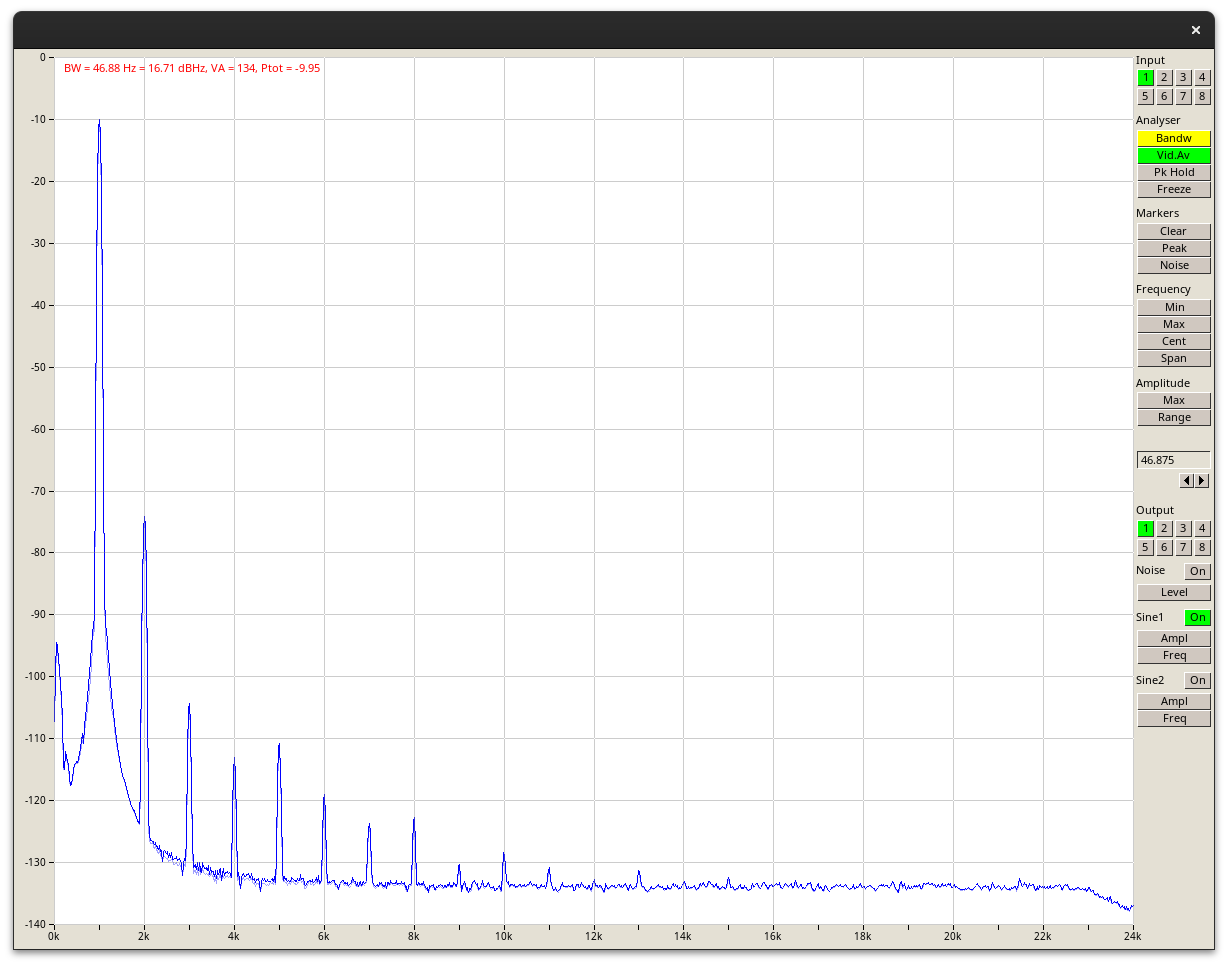 ×
BW = 46.88 Hz = 16.71 dBHz, VA = 134, Ptot = -9.95
0
-10
-20
-30
-40
-50
-60
-70
-80
-90
-100
-110
-120
-130
-140
0k 2k 4k 6k 8k 10k 12k 14k 16k 18k 20k 22k 24k
Input
1 2 3 4
5 6 7 8
Analyser
Bandw
Vid.Av
Pk Hold
Freeze
Markers
Clear
Peak
Noise
Frequency
Min
Max
Cent
Span
Amplitude
Max
Range
46.875
Output
1 2 3 4
5 6 7 8
Noise On
Level
Sine1 On
Ampl
Freq
Sine2 On
Ampl
Freq